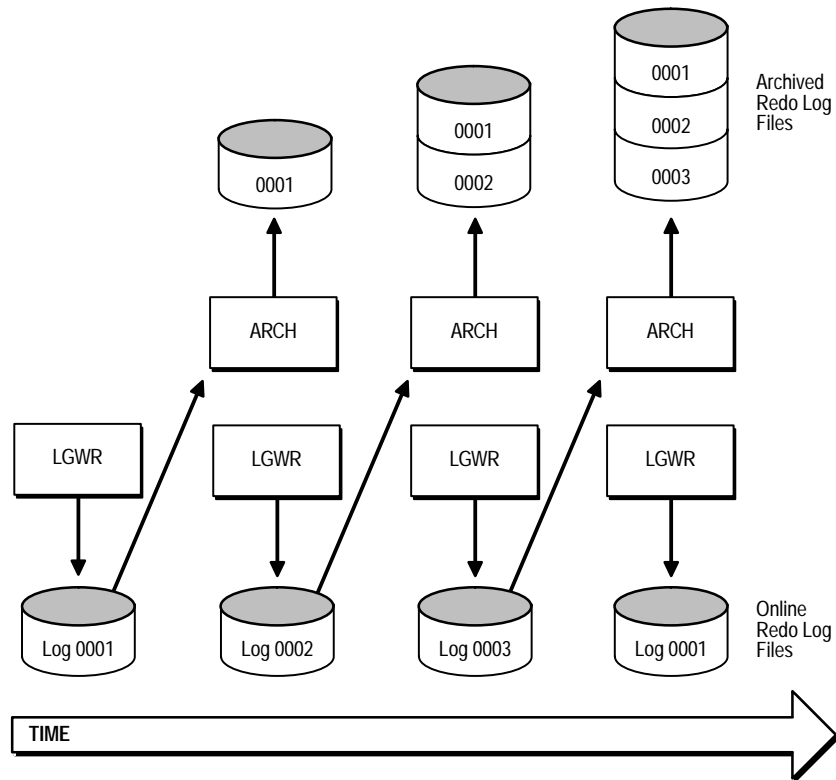 0001
Archived
Redo Log
Files
0001
0002
0001
0002
0003
ARCH
ARCH
ARCH
LGWR
LGWR
LGWR
LGWR
Log 0001
Log 0002
Log 0003
Log 0001
Online
Redo Log
Files
TIME